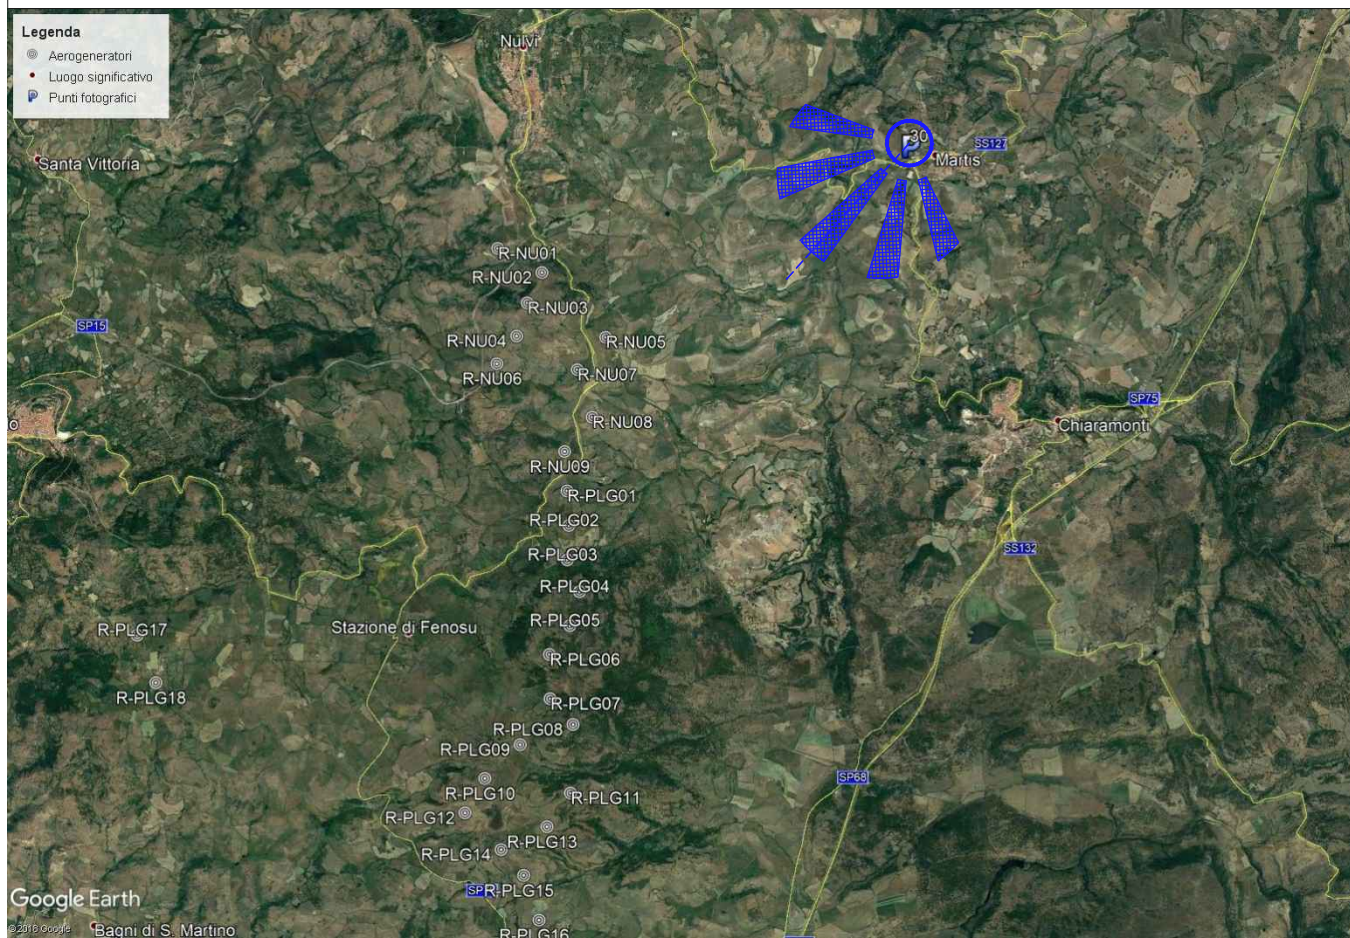 Legenda
Aerogeneratori
Luogo significativo
Punti fotografici
Nulvi
30
SS127
Martis
Santa Vittoria
R-NU01
R-NU02
R-NU03
SP15
R-NU04
R-NU05
R-NU06
R-NU07
SP75
o
R-NU08
Chiaramonti
R-NU09
R-PLG01
R-PLG02
SS132
R-PLG03
R-PLG04
R-PLG05
Stazione di Fenosu
R-PLG17
R-PLG06
R-PLG18
R-PLG07
R-PLG08
R-PLG09
SP68
R-PLG10
R-PLG11
R-PLG12
R-PLG13
R-PLG14
SP
R-PLG15
Google Earth
©2018 Google
Bagni di S. Martino
R-PLG16